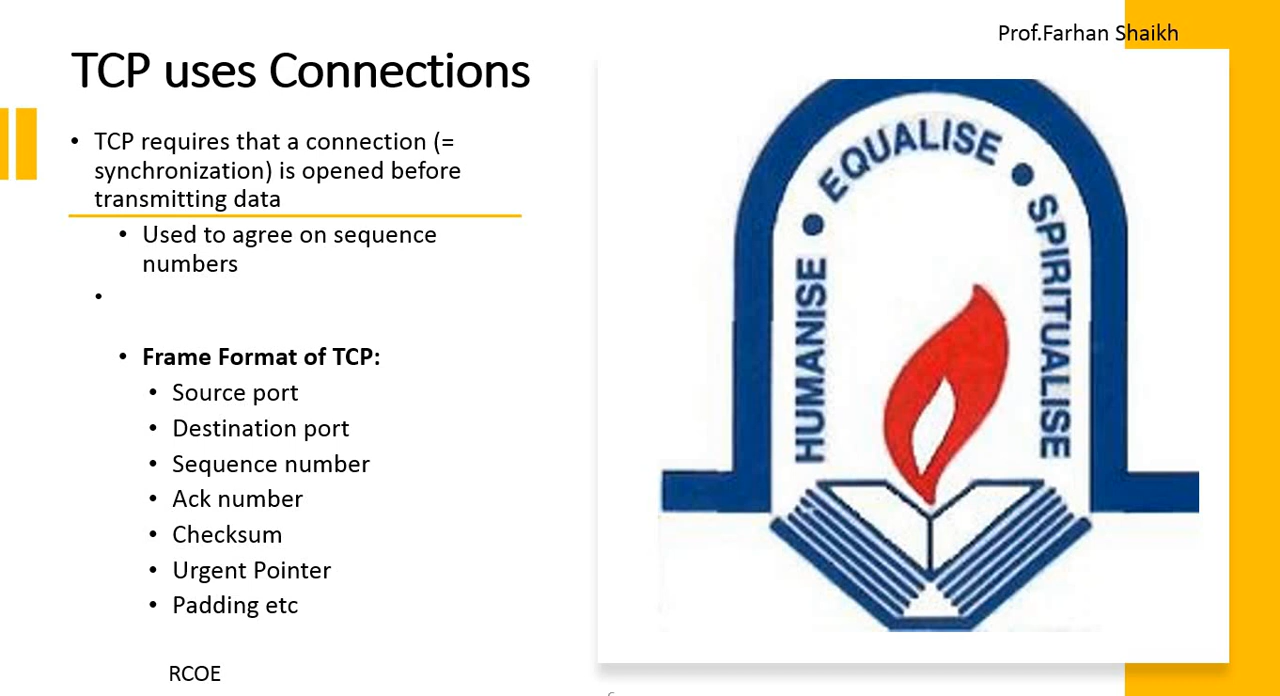 Prof.Farhan Shaikh
TCP uses Connections
• TCP requires that a connection (=
synchronization) is opened before
transmitting data
• Used to agree on sequence
numbers
•
• Frame Format of TCP:
• Source port
• Destination port
• Sequence number
• Ack number
• Checksum
• Urgent Pointer
• Padding etc
RCOE
HUMANISE • EQUALISE • SPIRITUALISE